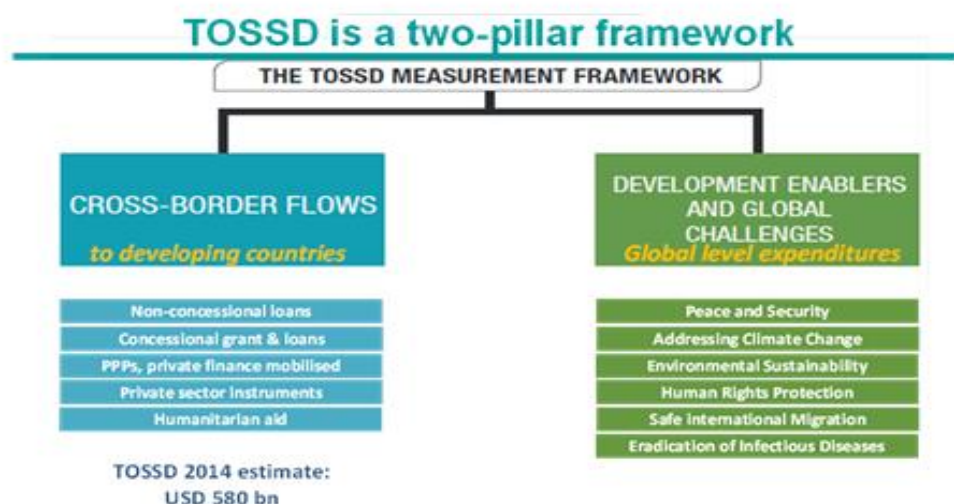 TOSSD is a two-pillar framework
THE TOSSD MEASUREMENT FRAMEWORK
CROSS-BORDER FLOWS
to developing countries
Non-concessional loans
Concessional grant & loans
PPPs, private finance mobilised
Private sector instruments
Humanitarian aid
TOSSD 2014 estimate:
USD 580 bn
DEVELOPMENT ENABLERS
AND GLOBAL
CHALLENGES
Global level expenditures
Peace and Security
Addressing Climate Change
Environmental Sustainability
Human Rights Protection
Safe international Migration
Eradication of Infectious Diseases